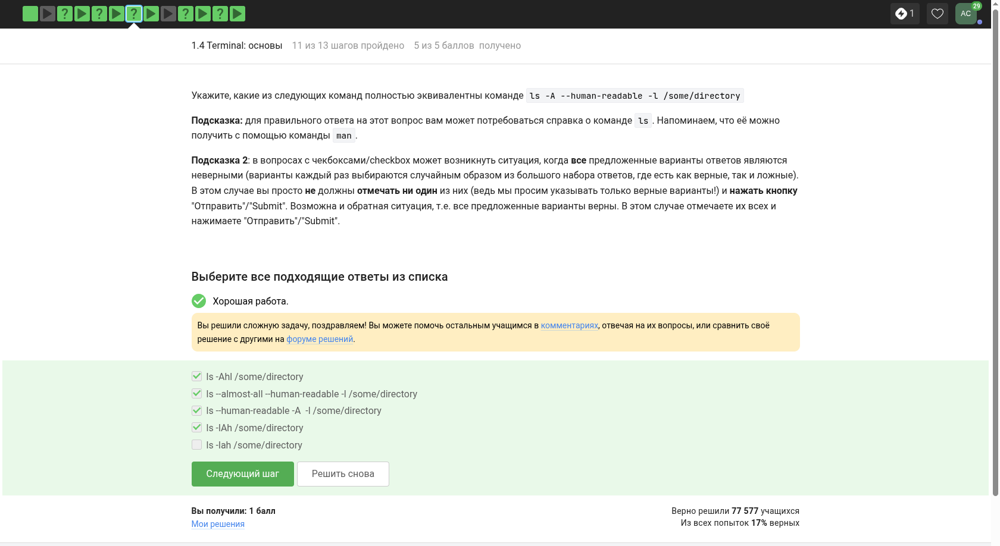 1
AC
29
1.4 Terminal: основы 11 из 13 шагов пройдено 5 из 5 баллов получено
Укажите, какие из следующих команд полностью эквивалентны команде ls -A --human-readable -l /some/directory
Подсказка: для правильного ответа на этот вопрос вам может потребоваться справка о команде ls. Напоминаем, что её можно
получить с помощью команды man.
Подсказка 2: в вопросах с чекбоксами/checkbox может возникнуть ситуация, когда все предложенные варианты ответов являются
неверными (варианты каждый раз выбираются случайным образом из большого набора ответов, где есть как верные, так и ложные).
В этом случае вы просто не должны отмечать ни один из них (ведь мы просим указывать только верные варианты!) и нажать кнопку
"Отправить"/"Submit". Возможна и обратная ситуация, т.е. все предложенные варианты верны. В этом случае отмечаете их всех и
нажимаете "Отправить"/"Submit".
Выберите все подходящие ответы из списка
Хорошая работа.
Вы решили сложную задачу, поздравляем! Вы можете помочь остальным учащимся в комментариях, отвечая на их вопросы, или сравнить своё
решение с другими на форуме решений.
ls -Ahl /some/directory
ls --almost-all --human-readable -l /some/directory
ls --human-readable -A  -l /some/directory
ls -lAh /some/directory
ls -lah /some/directory
Следующий шаг Решить снова
Вы получили: 1 балл
Мои решения
Верно решили 77 577 учащихся
Из всех попыток 17% верных